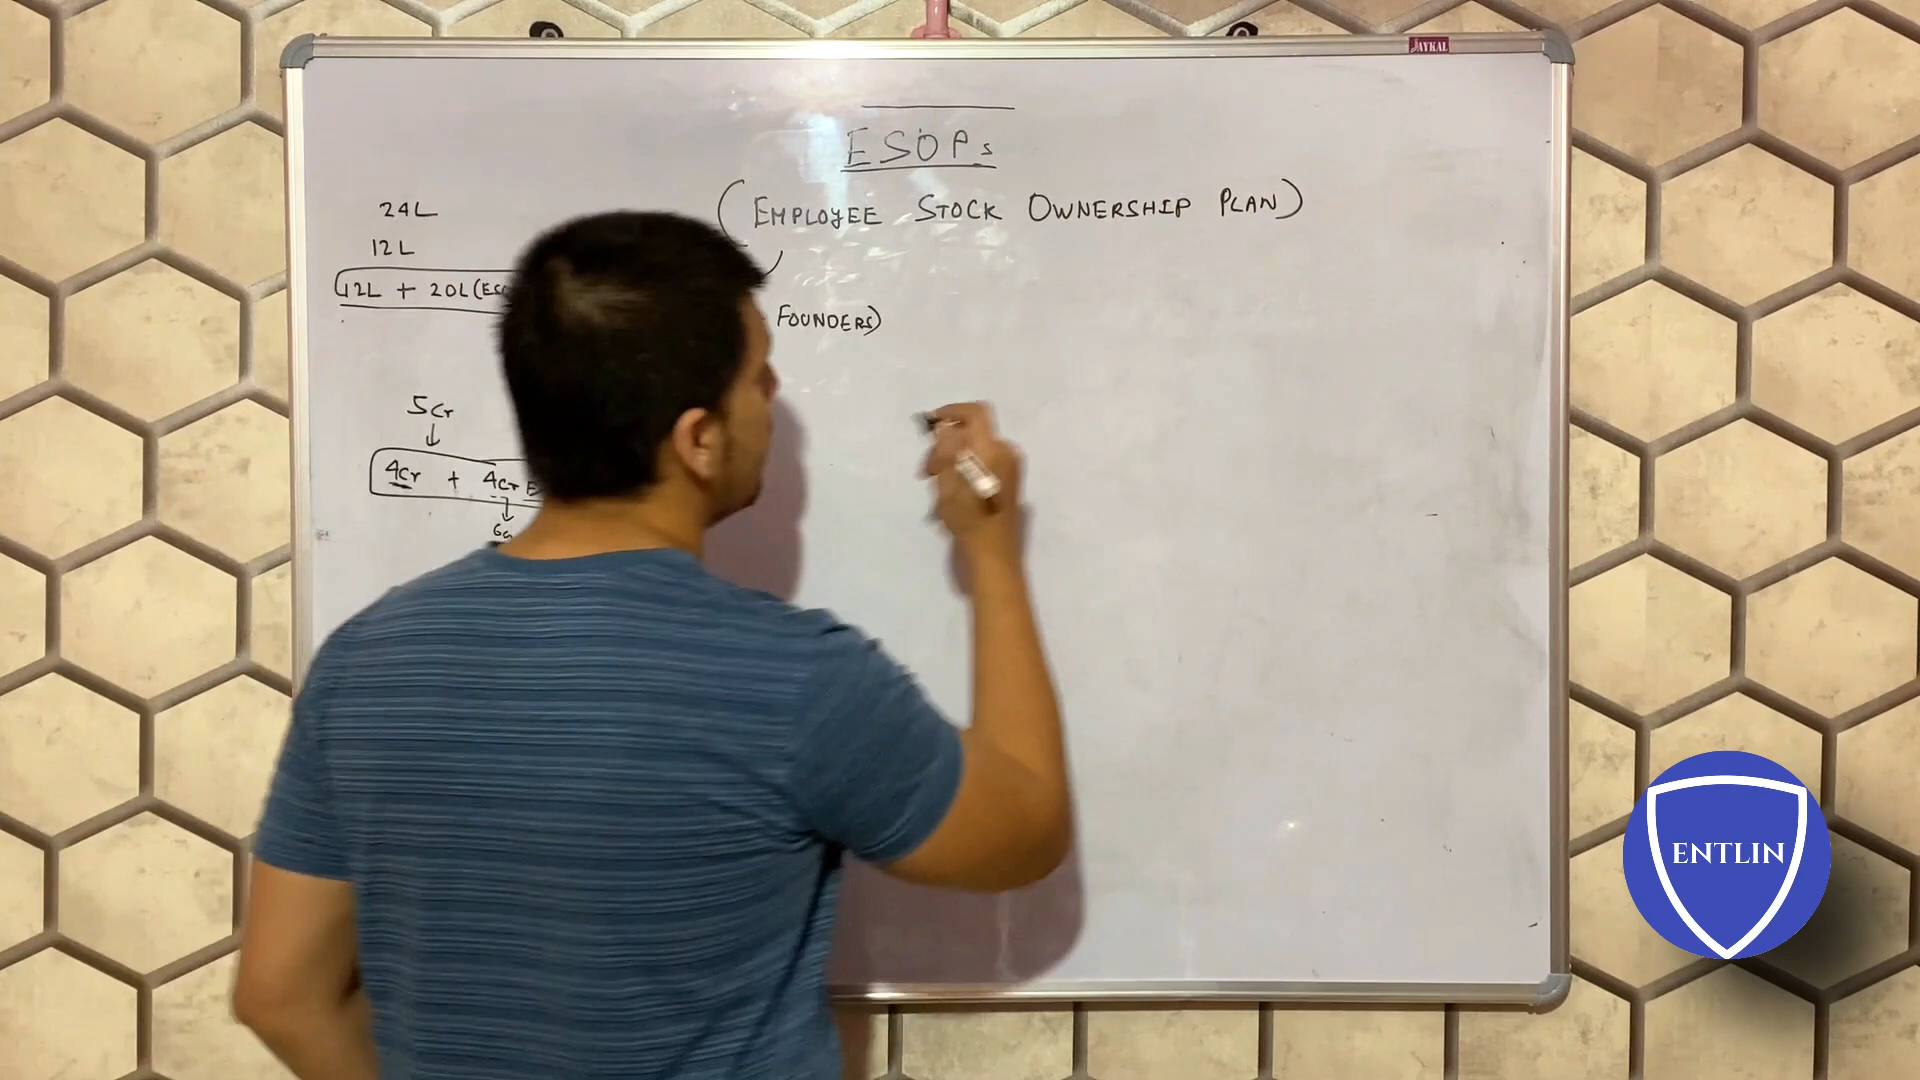 JAYKAL
ESOPs
(EMPLOYEE STOCK OWNERSHIP PLAN)
24L
12L
12L + 20L (
FOUNDERS)
5Cr
4Cr + 4Cr
ENTLIN